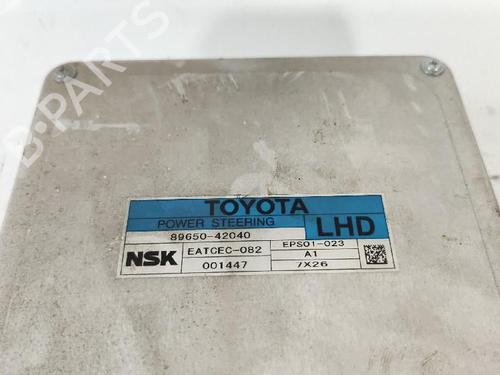 B-PARTS
TOYOTA
POWER STEERING
LHD
89650-42040
NSK
EATCEC-082
EPS01-023
A1
001447
7X26